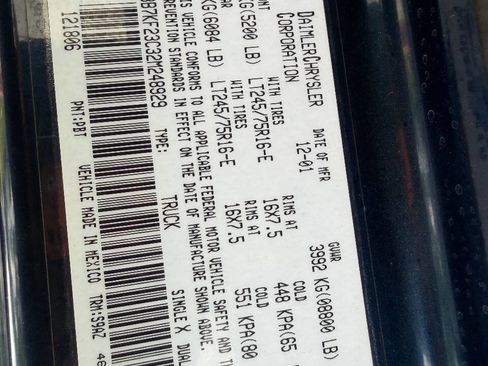 DAIMLERCHRYSLER
CORPORATION
DATE OF MFR
12-01
GVWR
3992 KG(08800 LB)
WITH TIRES
LT245/75R16-E
RIMS AT
16X7.5
COLD
448 KPA(65
KG(5200 LB)
WITH TIRES
LT245/75R16-E
RIMS AT
16X7.5
COLD
551 KPA(80
KG(6084 LB)
VEHICLE CONFORMS TO ALL APPLICABLE FEDERAL MOTOR VEHICLE SAFETY AND
STANDARDS IN EFFECT ON THE DATE OF MANUFACTURE SHOWN ABOVE.
TYPE: TRUCK SINGLE X DUAL
121806
PNT:PBT VEHICLE MADE IN MEXICO TRM:S9AZ